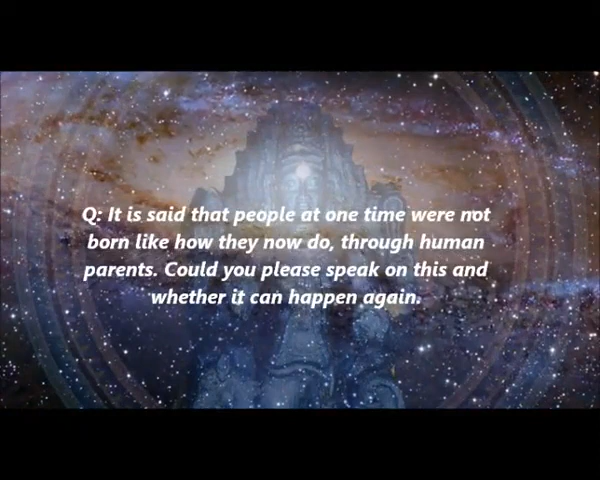 Q: It is said that people at one time were not
born like how they now do, through human
parents. Could you please speak on this and
whether it can happen again.